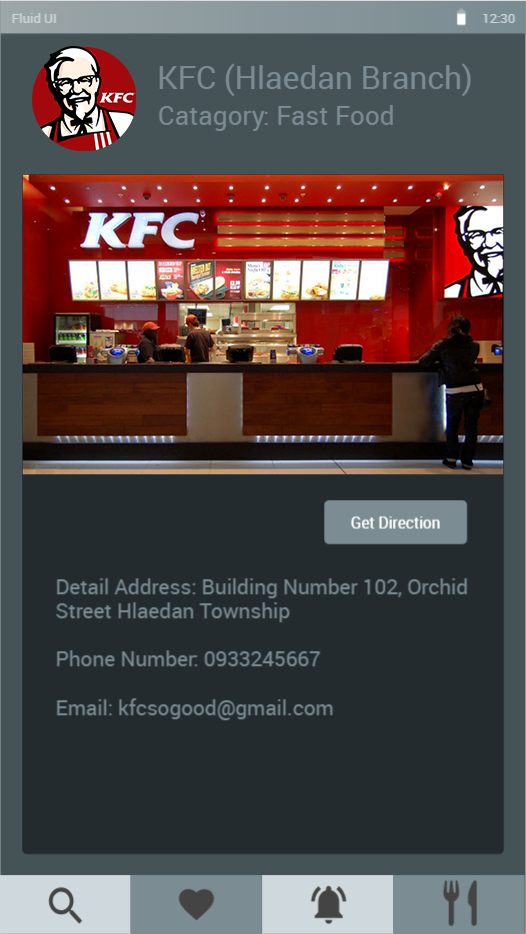 Fluid UI
12:30
KFC (Hlaedan Branch)
Catagory: Fast Food
KFC
KFC
Get Direction
Detail Address: Building Number 102, Orchid
Street Hlaedan Township
Phone Number: 0933245667
Email: kfcsogood@gmail.com